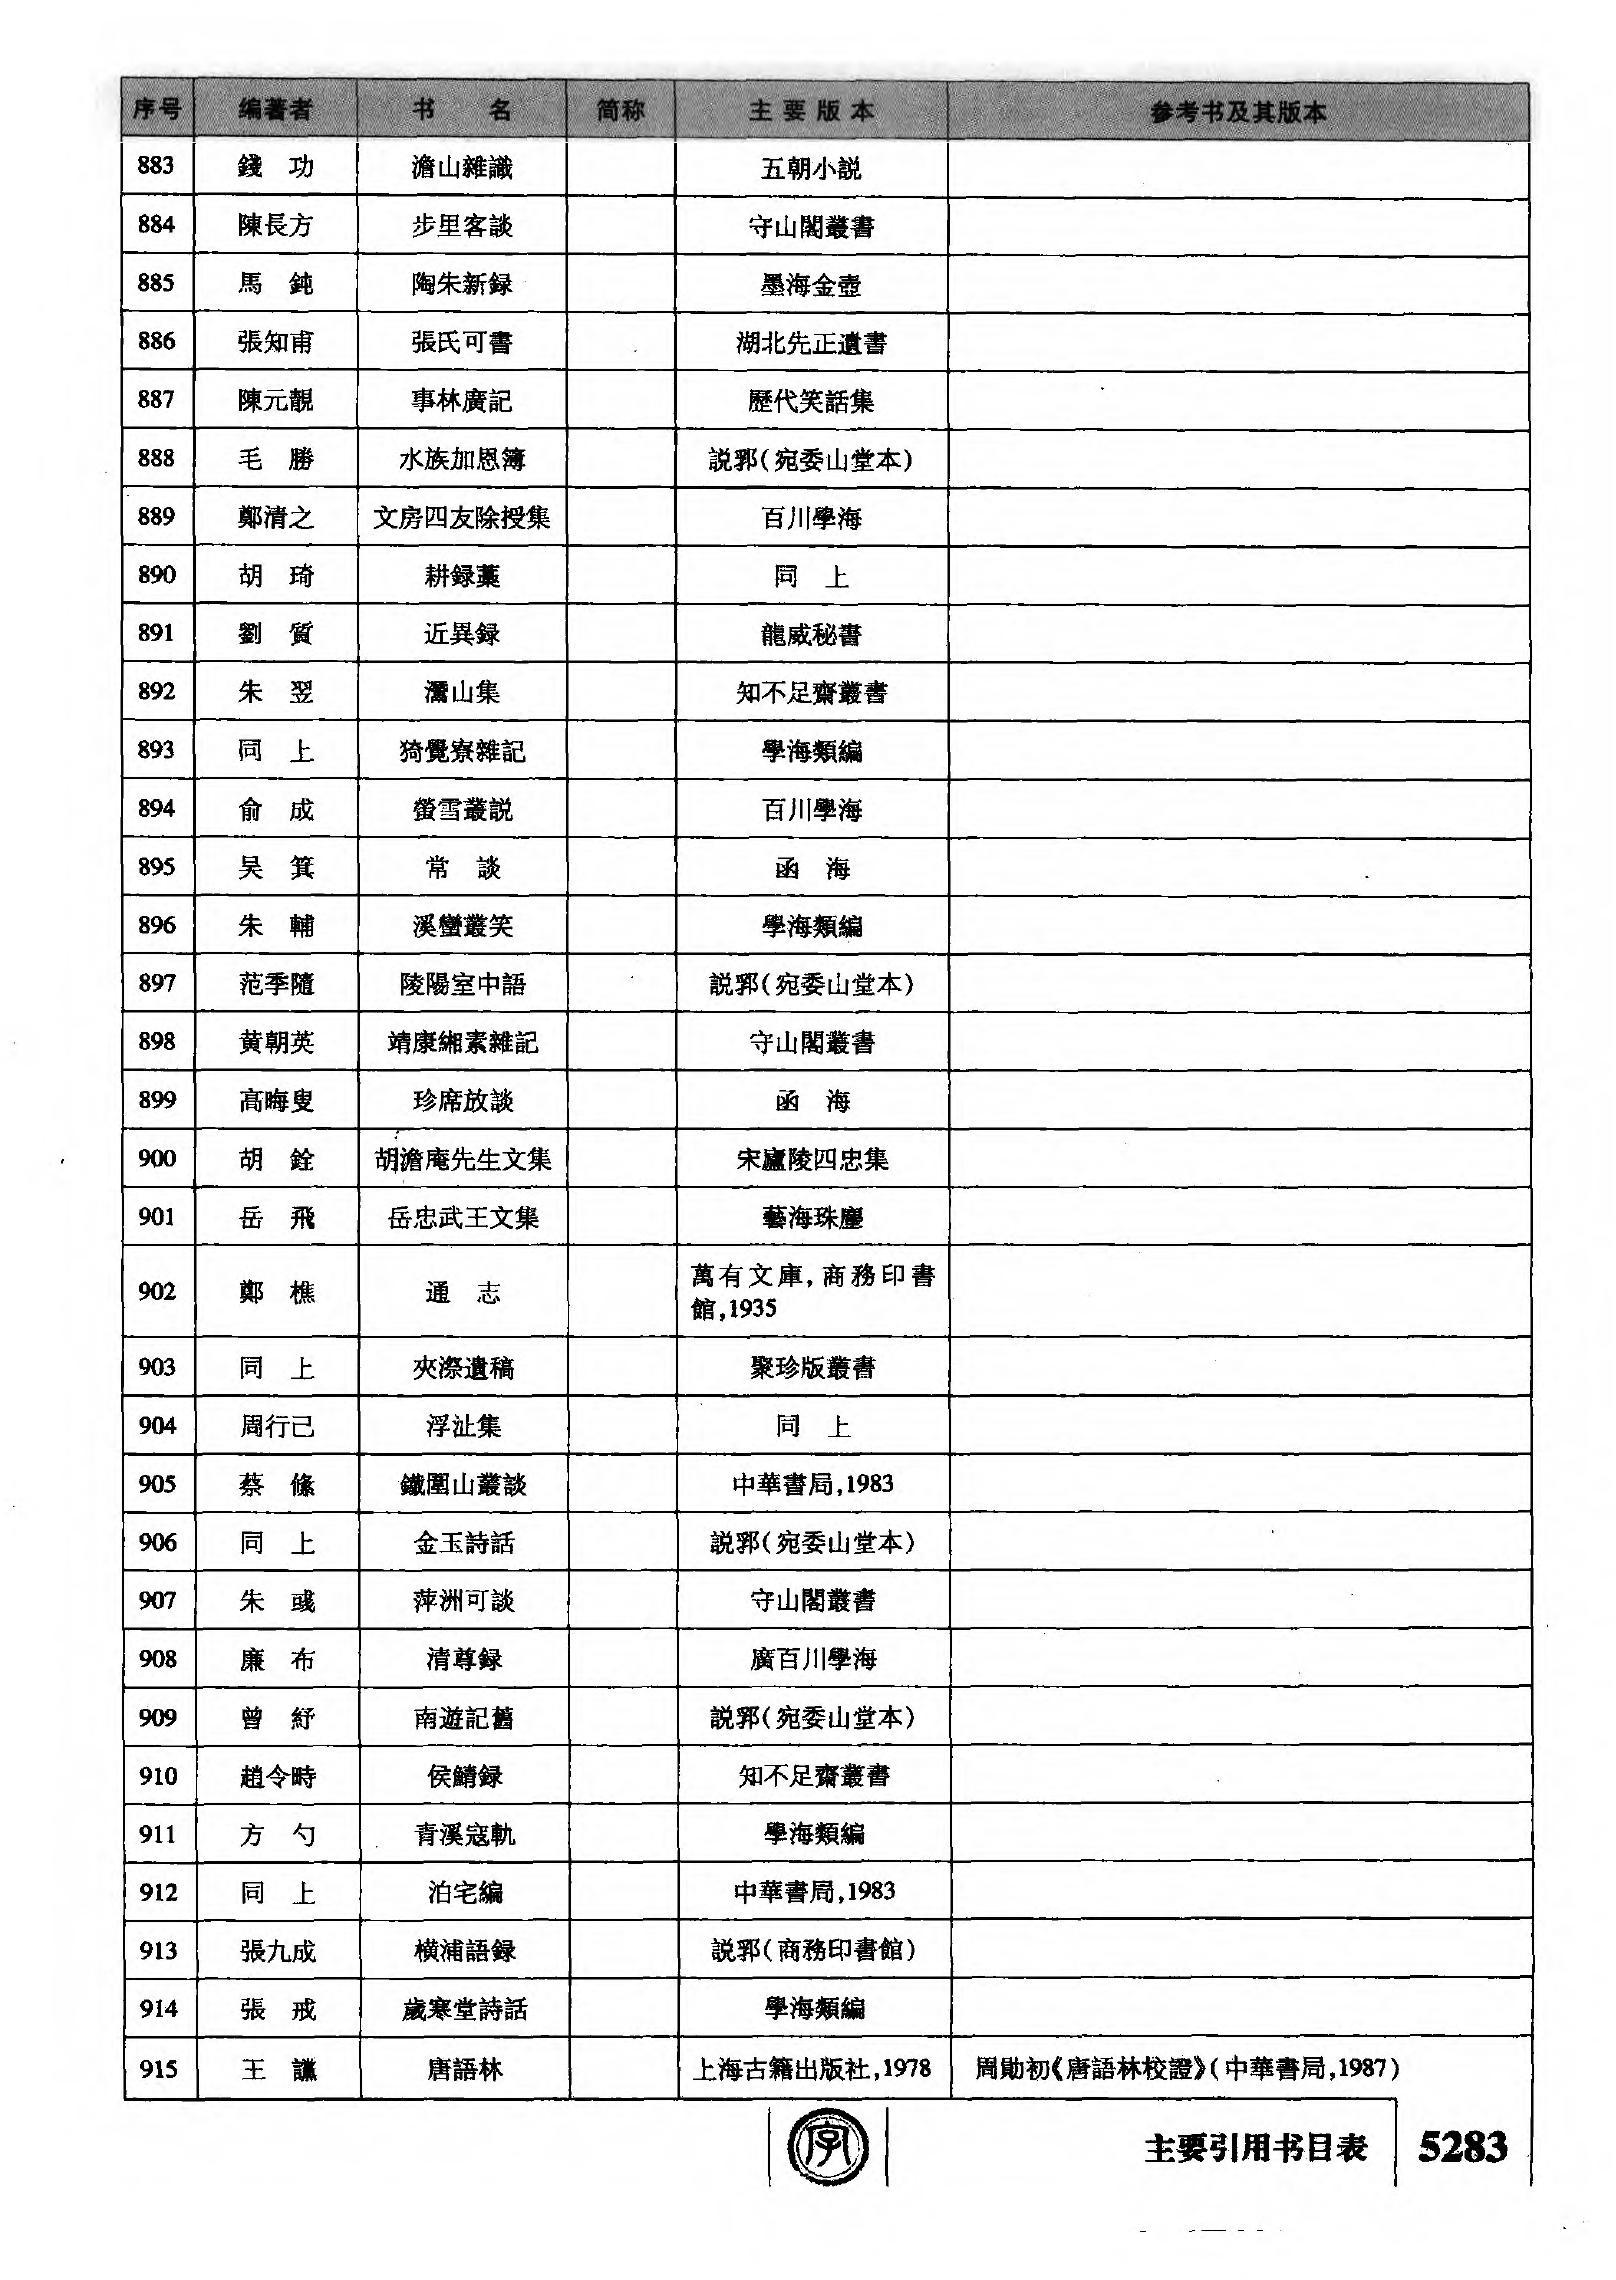 序号 编著者 书 名 简称 主要版本 参考书及其版本
883 錢 功 澹山雜識 五朝小説
884 陳長方 步里客談 守山閣叢書
885 馬 鈍 陶朱新録 墨海金壺
886 張知甫 張氏可書 湖北先正遺書
887 陳元靚 事林廣記 歷代笑話集
888 毛 勝 水族加恩簿 説郛(宛委山堂本)
889 鄭清之 文房四友除授集 百川學海
890 胡 琦 耕録藁 同 上
891 劉 質 近異録 龍威秘書
892 朱 翌 灊山集 知不足齋叢書
893 同 上 猗覺寮雜記 學海類編
894 俞 成 螢雪叢説 百川學海
895 吴 箕 常 談 函 海
896 朱 輔 溪蠻叢笑 學海類編
897 范季隨 陵陽室中語 説郛(宛委山堂本)
898 黄朝英 靖康緗素雜記 守山閣叢書
899 高晦叟 珍席放談 函 海
900 胡 銓 胡澹庵先生文集 宋廬陵四忠集
901 岳 飛 岳忠武王文集 藝海珠塵
902 鄭 樵 通 志 萬有文庫,商務印書
館,1935
903 同 上 夾漈遺稿 聚珍版叢書
904 周行己 浮沚集 同 上
905 蔡 絛 鐵圍山叢談 中華書局,1983
906 同 上 金玉詩話 説郛(宛委山堂本)
907 朱 彧 萍洲可談 守山閣叢書
908 廉 布 清尊録 廣百川學海
909 曾 紆 南遊記舊 説郛(宛委山堂本)
910 趙令畤 侯鯖録 知不足齋叢書
911 方 勺 青溪寇軌 學海類編
912 同 上 泊宅編 中華書局,1983
913 張九成 横浦語録 説郛(商務印書館)
914 張 戒 歲寒堂詩話 學海類編
915 王 讜 唐語林 上海古籍出版社,1978 周勛初《唐語林校證》(中華書局,1987)
字
主要引用书目表 5283